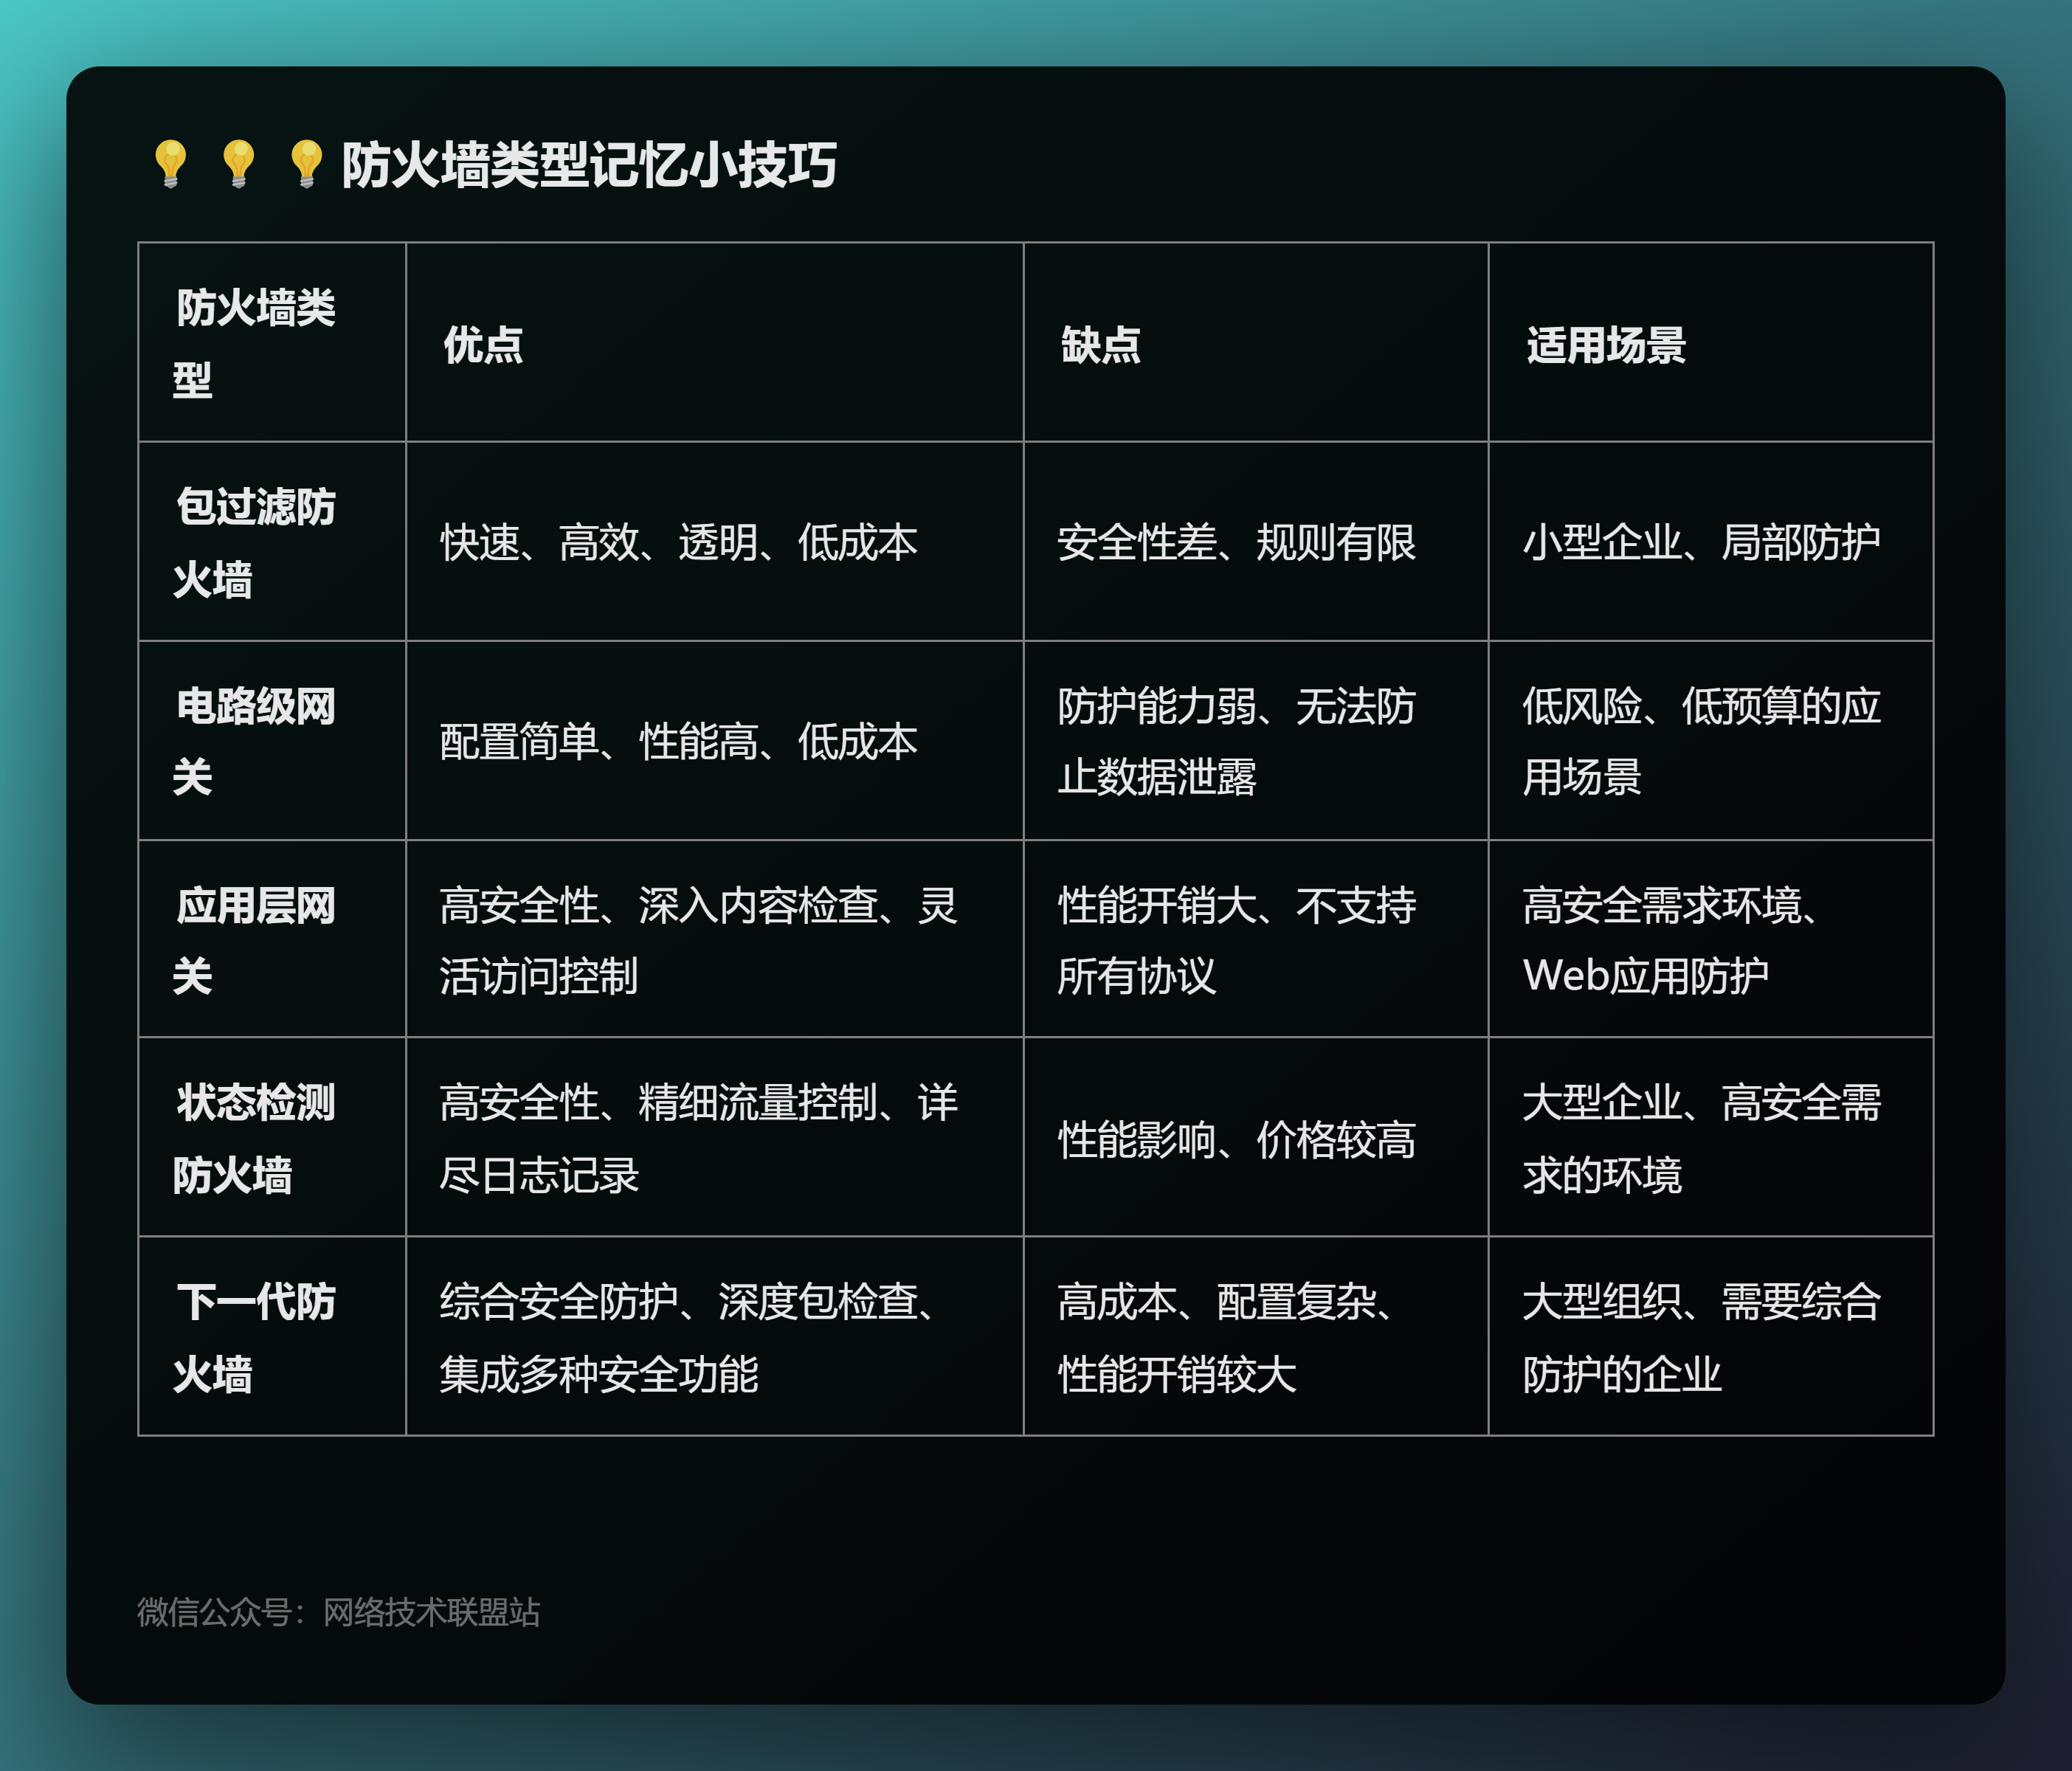 防火墙类型记忆小技巧
防火墙类
型
优点
缺点
适用场景
包过滤防
火墙
快速、高效、透明、低成本
安全性差、规则有限
小型企业、局部防护
电路级网
关
配置简单、性能高、低成本
防护能力弱、无法防
止数据泄露
低风险、低预算的应
用场景
应用层网
关
高安全性、深入内容检查、灵
活访问控制
性能开销大、不支持
所有协议
高安全需求环境、
Web应用防护
状态检测
防火墙
高安全性、精细流量控制、详
尽日志记录
性能影响、价格较高
大型企业、高安全需
求的环境
下一代防
火墙
综合安全防护、深度包检查、
集成多种安全功能
高成本、配置复杂、
性能开销较大
大型组织、需要综合
防护的企业
微信公众号：网络技术联盟站